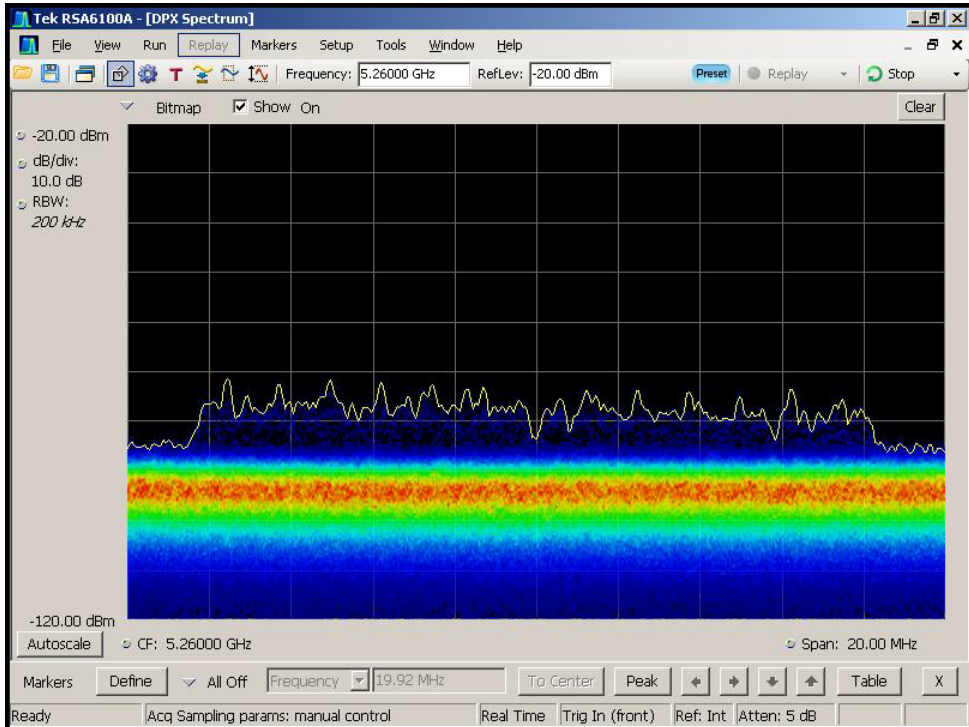 Tek RSA6100A - [DPX Spectrum]
File View Run Replay Markers Setup Tools Window Help
T Frequency: 5.26000 GHz RefLev: -20.00 dBm Preset Replay Stop
Bitmap Show On Clear
-20.00 dBm
dB/div:
10.0 dB
RBW:
200 kHz
-120.00 dBm
Autoscale CF: 5.26000 GHz Span: 20.00 MHz
Markers Define All Off Frequency 19.92 MHz To Center Peak Table X
Ready Acq Sampling params: manual control Real Time Trig In (front) Ref: Int Atten: 5 dB